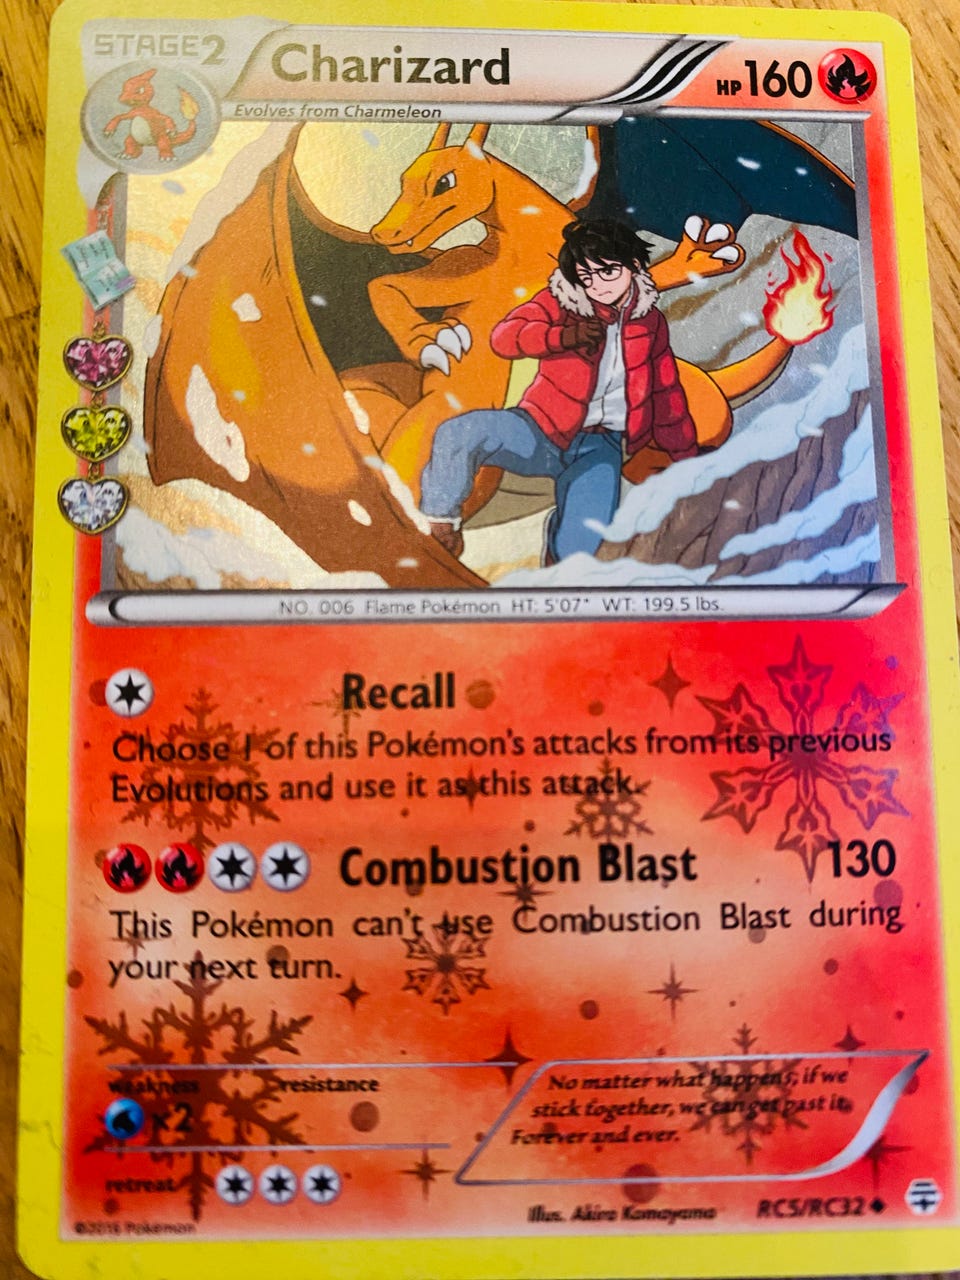 STAGE2
Charizard
HP160
Evolves from Charmeleon
NO. 006 Flame Pokémon HT: 5'07" WT: 199.5 lbs.
Recall
Choose 1 of this Pokémon's attacks from its previous
Evolutions and use it as this attack.
Combustion Blast 130
This Pokémon can't use Combustion Blast during
your next turn.
weakness resistance
×2
No matter what happens, if we
stick together, we can get past it.
Forever and ever.
retreat
Illus. Akira Komayama RC5/RC32
©2016 Pokémon